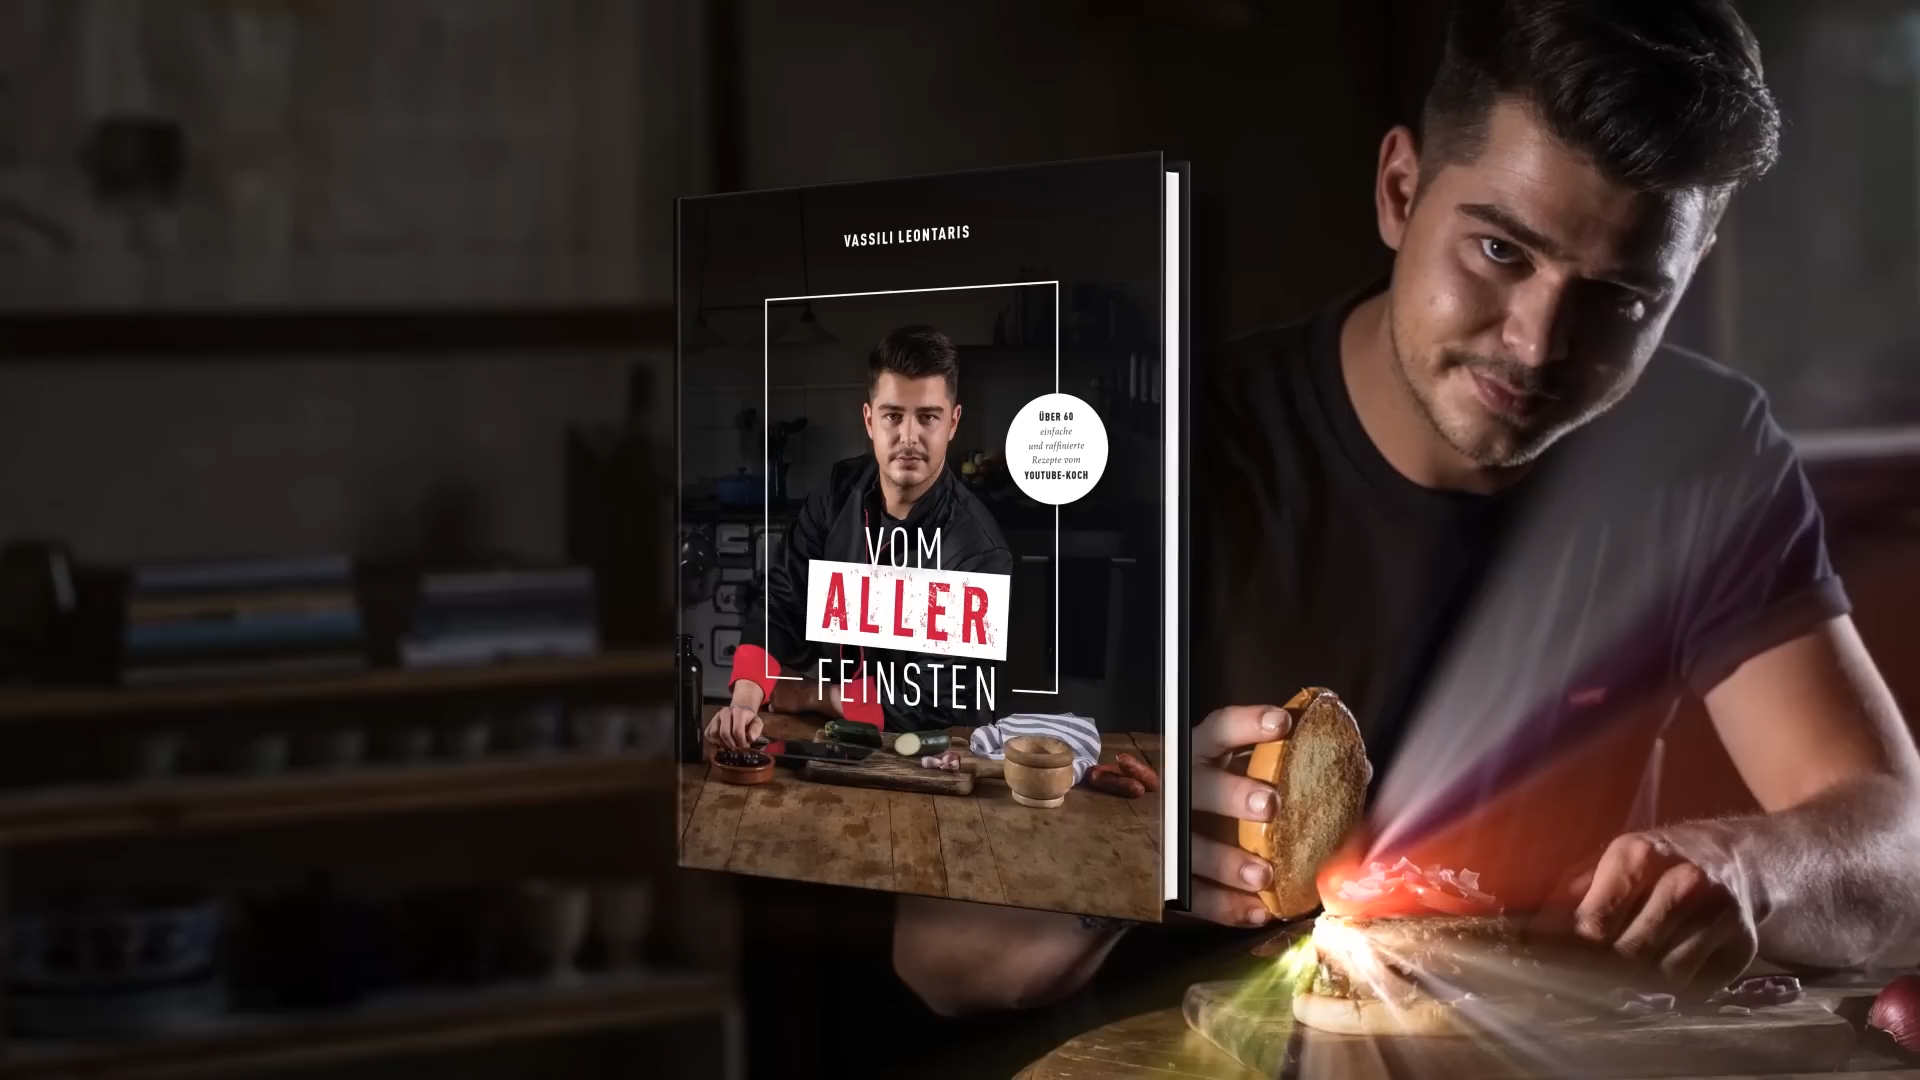 VASSILI LEONTARIS
ÜBER 60
einfache
und raffinierte
Rezepte vom
YOUTUBE-KOCH
VOM
ALLER
FEINSTEN